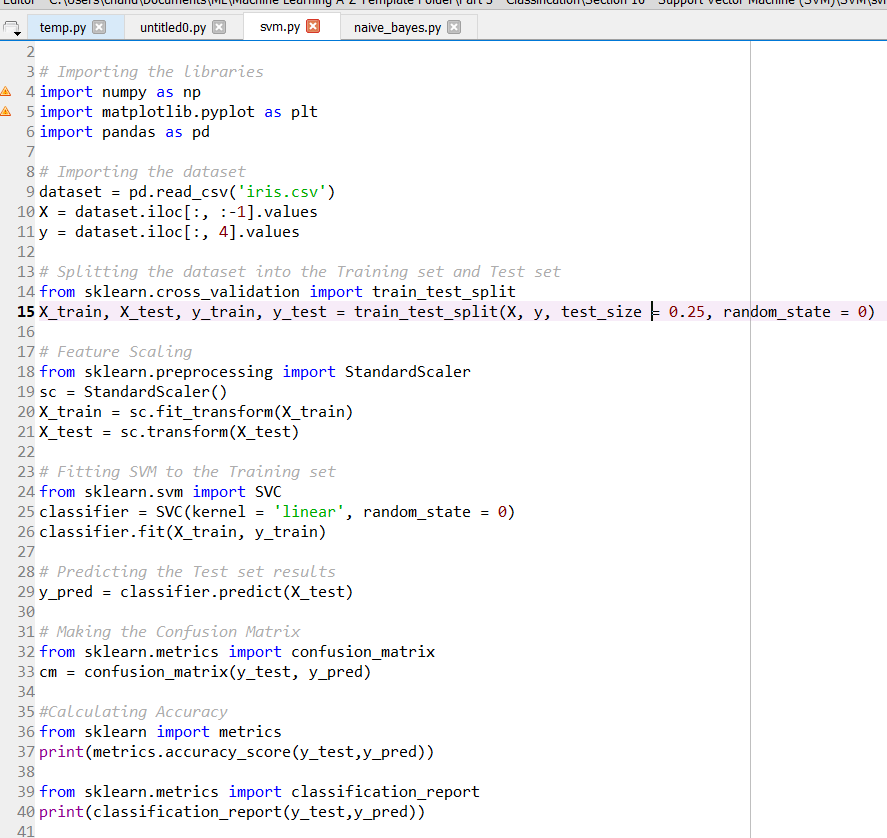 Editor - C:\Users\chand\Documents\ML\Machine Learning A-Z Template Folder\Part 3 - Classification\Section 16 - Support Vector Machine (SVM)\SVM\svm
temp.py untitled0.py svm.py naive_bayes.py
2
3 # Importing the libraries
4 import numpy as np
5 import matplotlib.pyplot as plt
6 import pandas as pd
7
8 # Importing the dataset
9 dataset = pd.read_csv('iris.csv')
10 X = dataset.iloc[:, :-1].values
11 y = dataset.iloc[:, 4].values
12
13 # Splitting the dataset into the Training set and Test set
14 from sklearn.cross_validation import train_test_split
15 X_train, X_test, y_train, y_test = train_test_split(X, y, test_size = 0.25, random_state = 0)
16
17 # Feature Scaling
18 from sklearn.preprocessing import StandardScaler
19 sc = StandardScaler()
20 X_train = sc.fit_transform(X_train)
21 X_test = sc.transform(X_test)
22
23 # Fitting SVM to the Training set
24 from sklearn.svm import SVC
25 classifier = SVC(kernel = 'linear', random_state = 0)
26 classifier.fit(X_train, y_train)
27
28 # Predicting the Test set results
29 y_pred = classifier.predict(X_test)
30
31 # Making the Confusion Matrix
32 from sklearn.metrics import confusion_matrix
33 cm = confusion_matrix(y_test, y_pred)
34
35 #Calculating Accuracy
36 from sklearn import metrics
37 print(metrics.accuracy_score(y_test,y_pred))
38
39 from sklearn.metrics import classification_report
40 print(classification_report(y_test,y_pred))
41